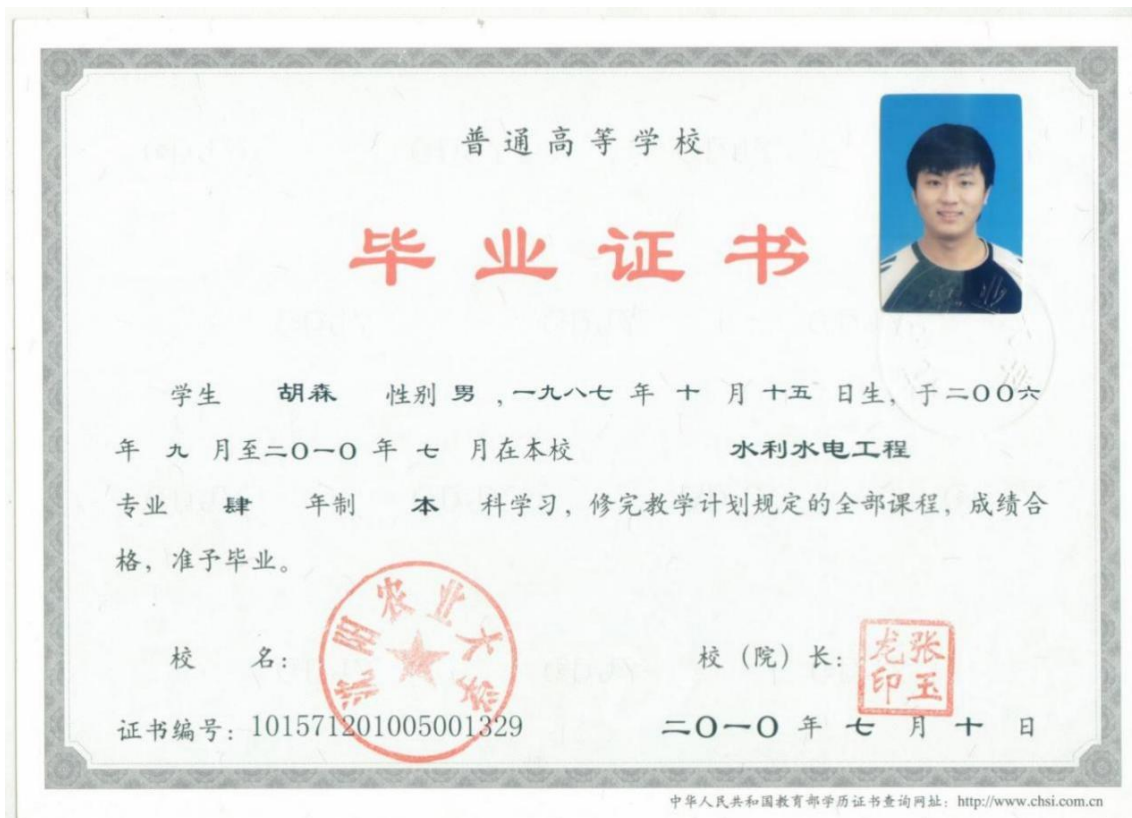 普通高等学校
毕业证书
学生 胡森 性别 男 ,一九八七 年 十 月 十五 日生, 于二OO六
年 九 月至二O一O 年 七 月在本校 水利水电工程
专业 肆 年制 本 科学习, 修完教学计划规定的全部课程, 成绩合
格, 准予毕业。
沈阳农业大学
校 名:
校 (院) 长:
张玉龙印
证书编号: 101571201005001329
二O一O 年 七 月 十 日
中华人民共和国教育部学历证书查询网址: http://www.chsi.com.cn